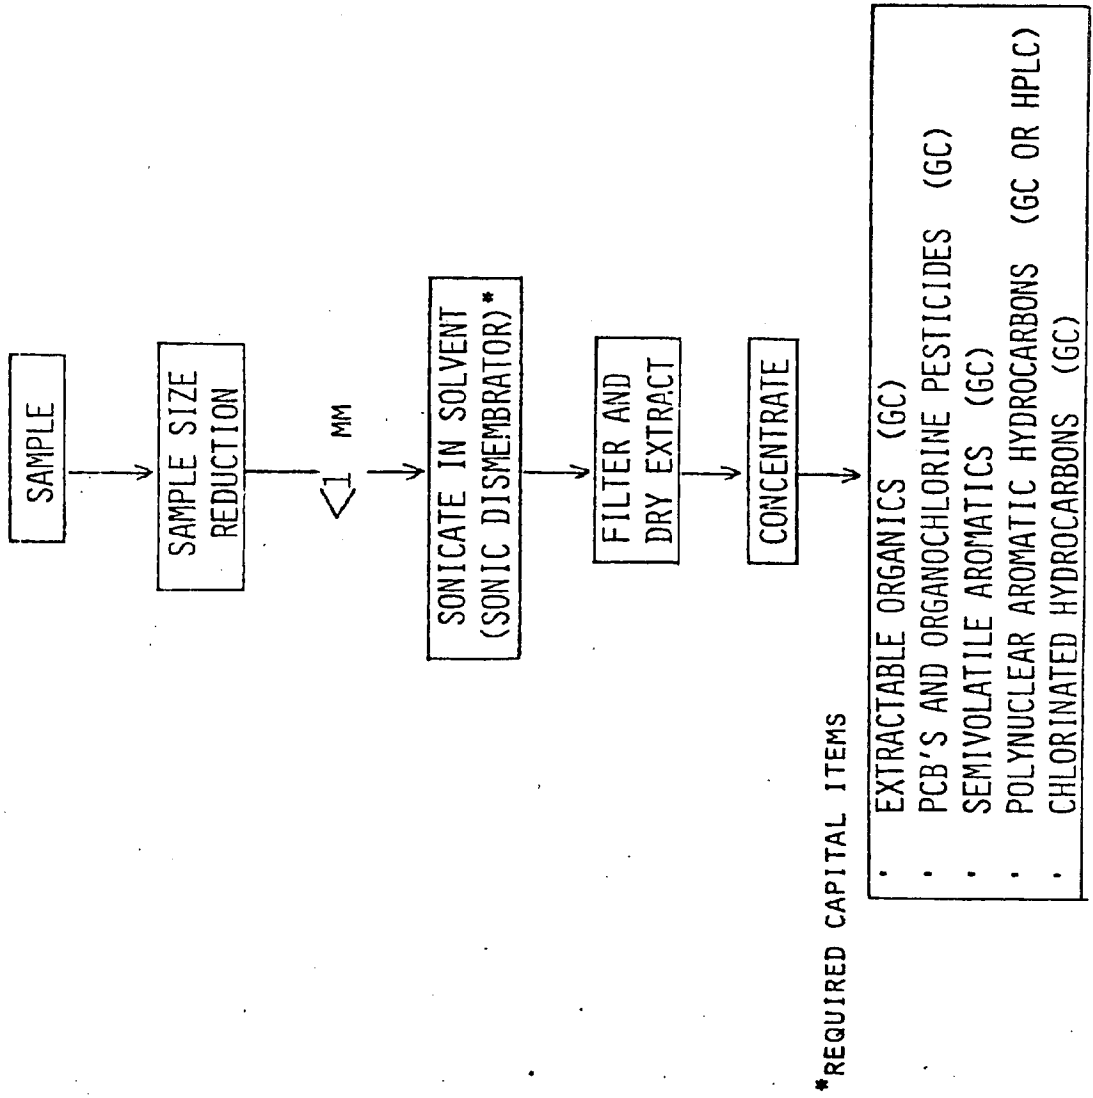 SAMPLE
SAMPLE SIZE
REDUCTION
<1 MM
SONICATE IN SOLVENT
(SONIC DISMEMBRATOR)*
FILTER AND
DRY EXTRACT
CONCENTRATE
*REQUIRED CAPITAL ITEMS
· EXTRACTABLE ORGANICS (GC)
· PCB'S AND ORGANOCHLORINE PESTICIDES (GC)
· SEMIVOLATILE AROMATICS (GC)
· POLYNUCLEAR AROMATIC HYDROCARBONS (GC OR HPLC)
· CHLORINATED HYDROCARBONS (GC)